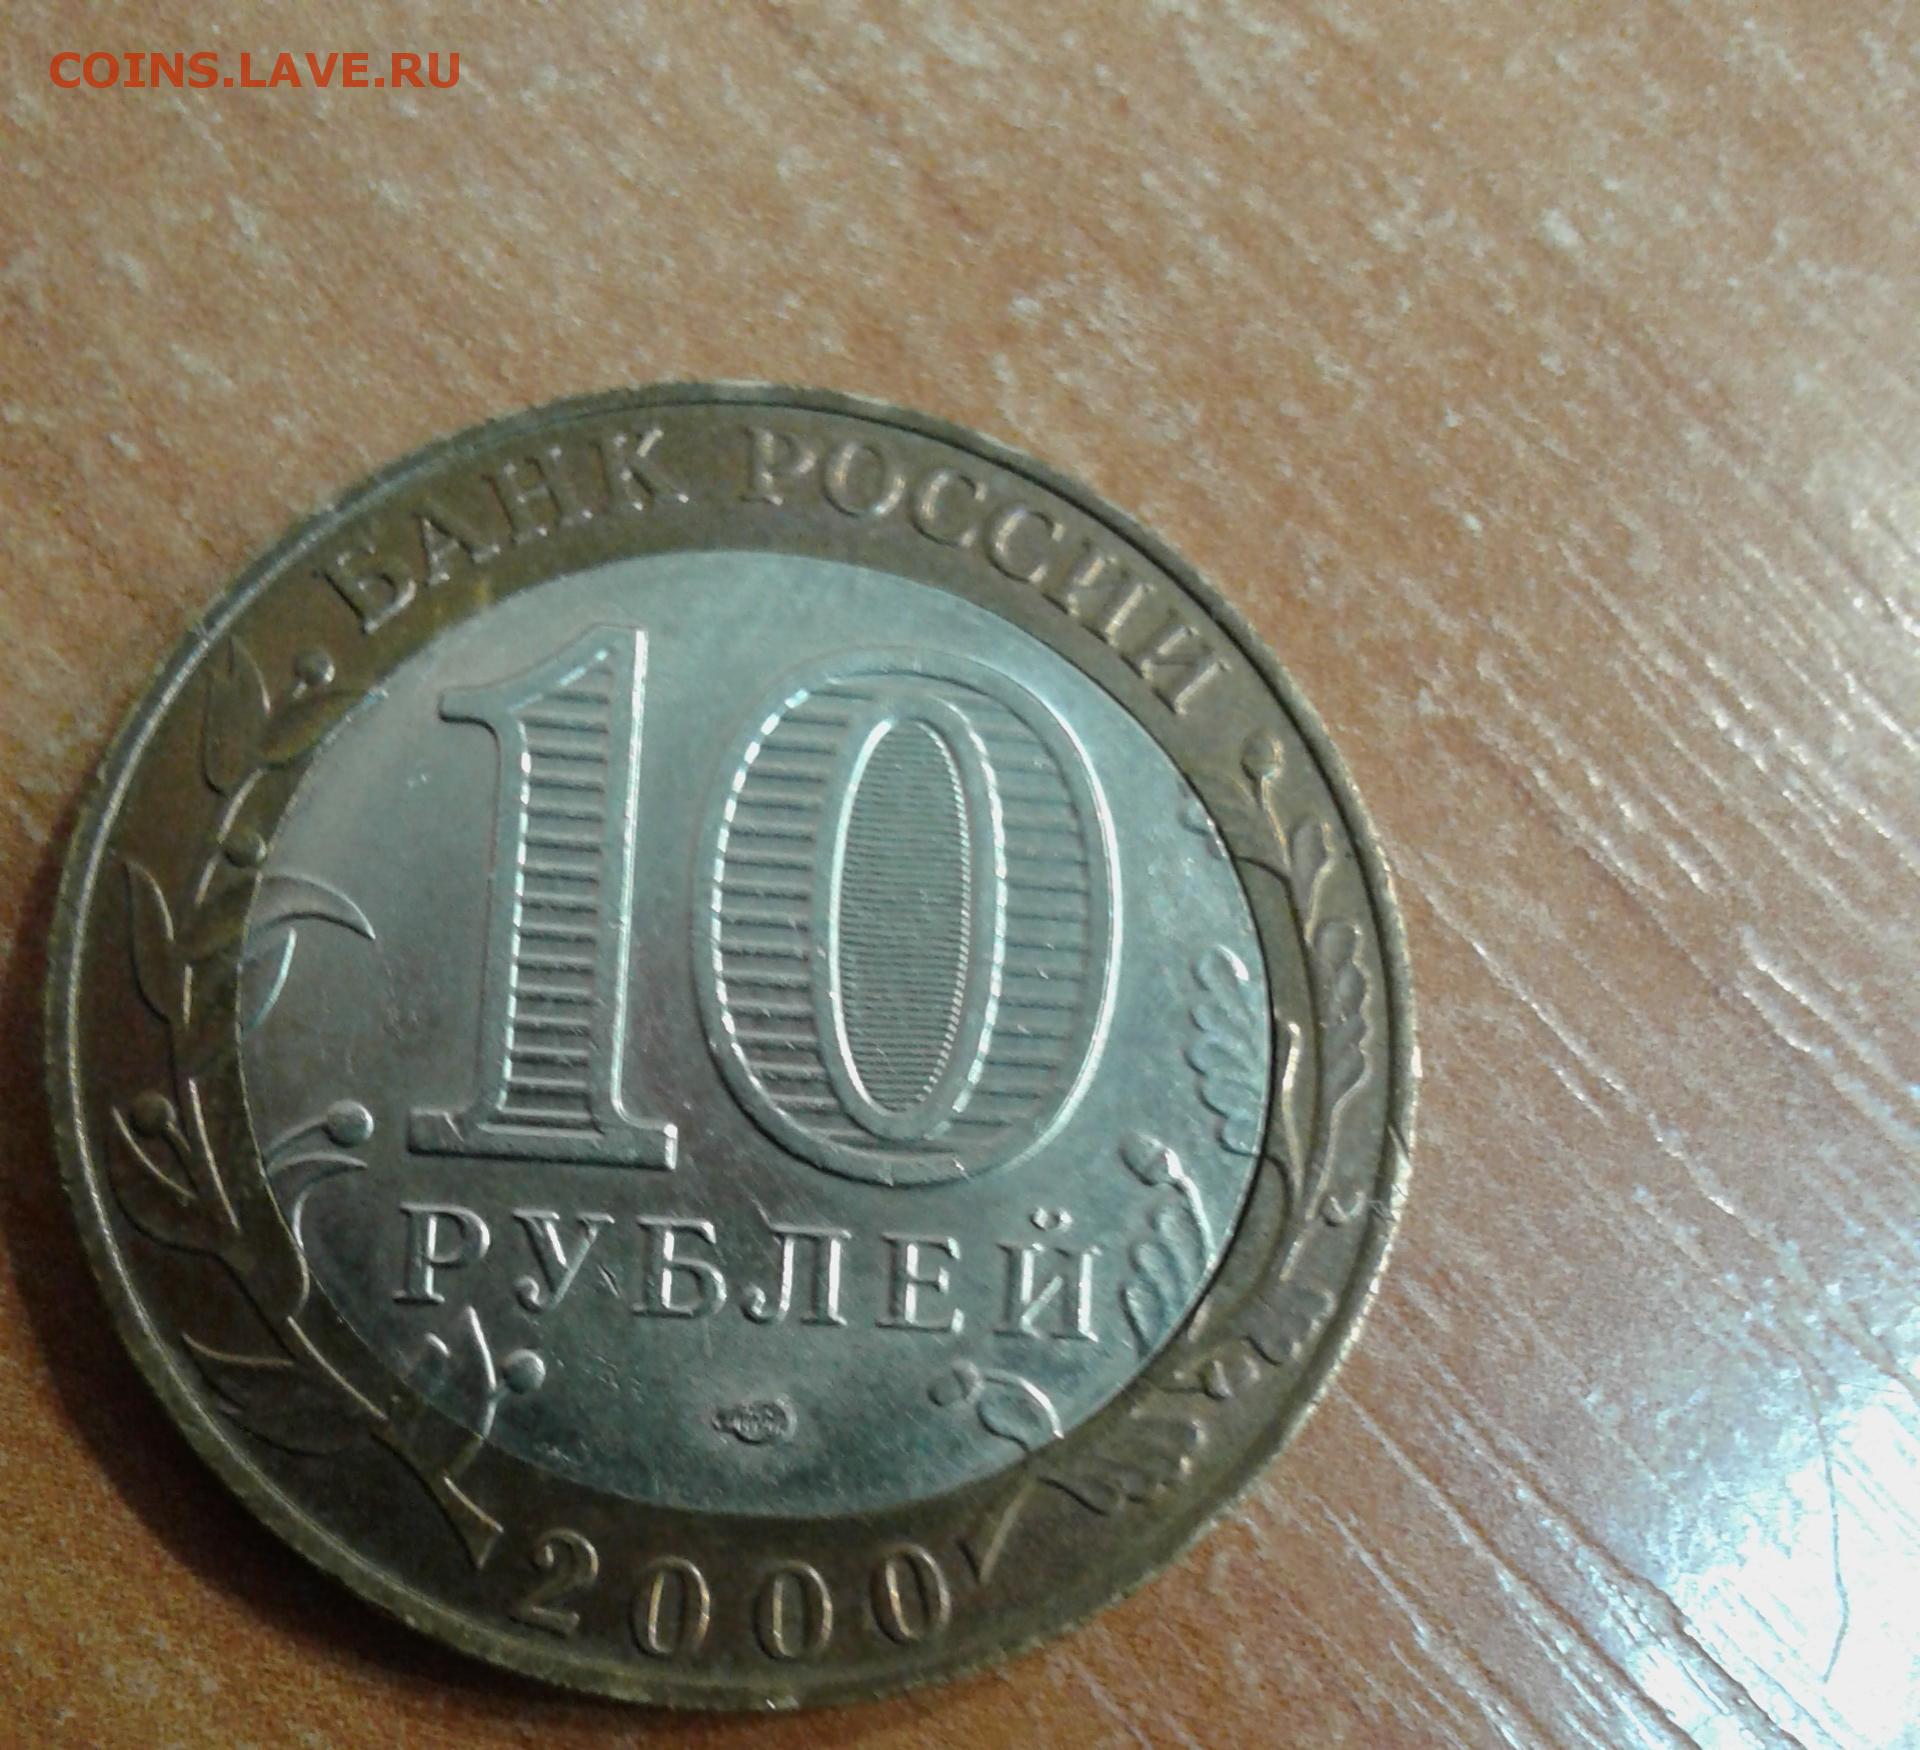 COINS.LAVE.RU
БАНК РОССИИ
10
РУБЛЕЙ
2000